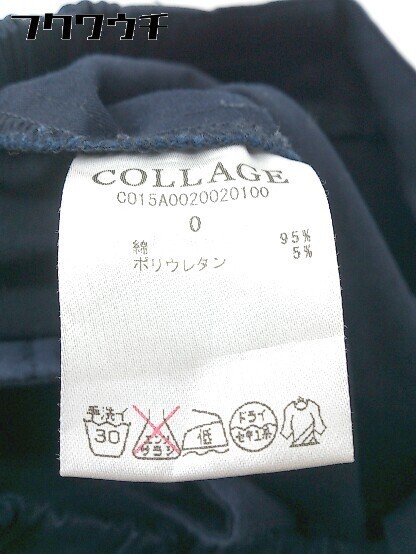 フクウウチ
COLLAGE
C015A0020020100
0
綿 95%
ポリウレタン 5%
手洗イ 30
エンソ サラシ
低
ドライ セキユ系